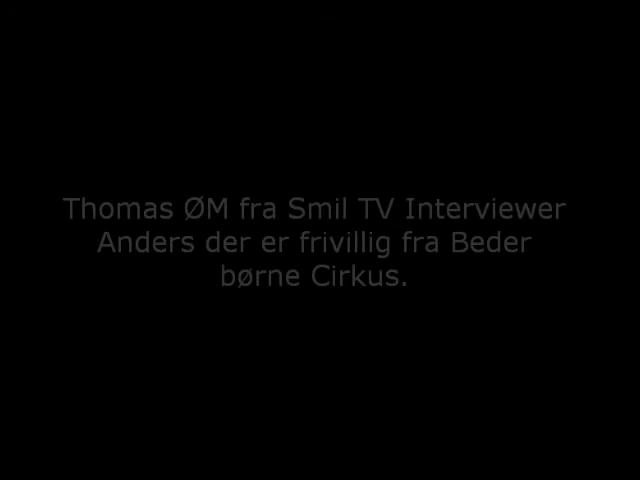 Thomas ØM fra Smil TV Interviewer
Anders der er frivillig fra Beder
børne Cirkus.